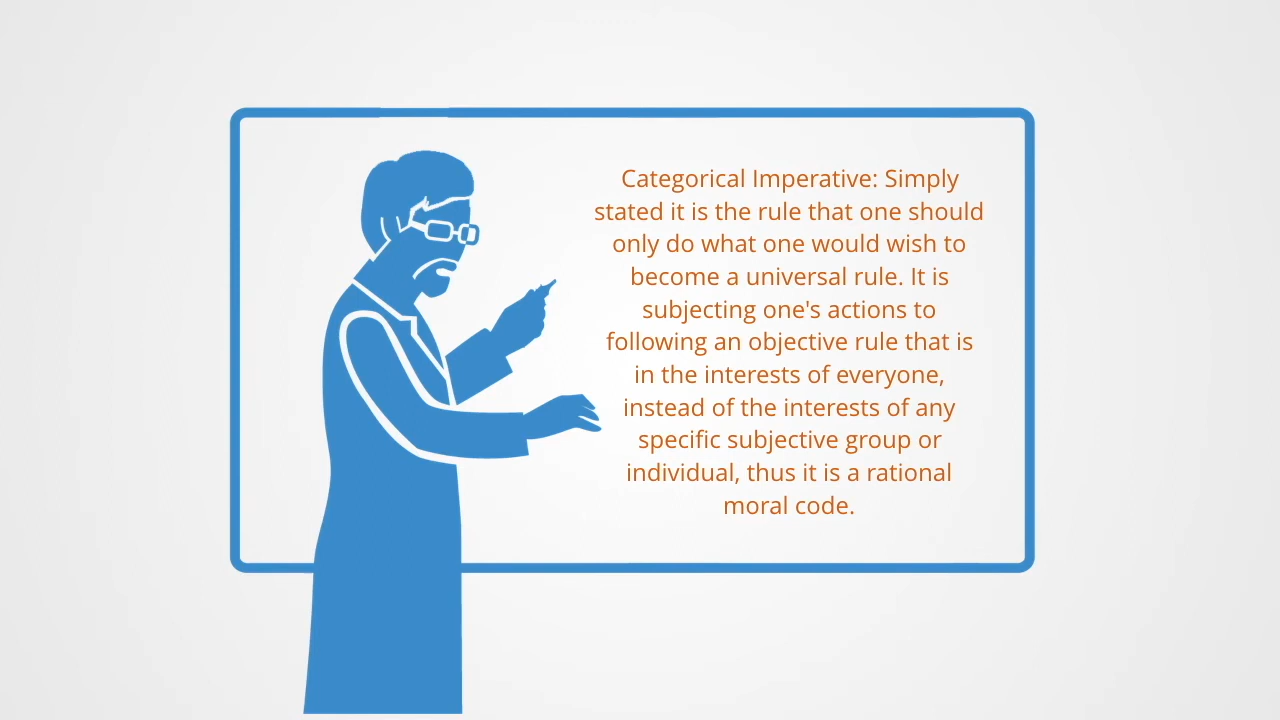 Categorical Imperative: Simply
stated it is the rule that one should
only do what one would wish to
become a universal rule. It is
subjecting one's actions to
following an objective rule that is
in the interests of everyone,
instead of the interests of any
specific subjective group or
individual, thus it is a rational
moral code.